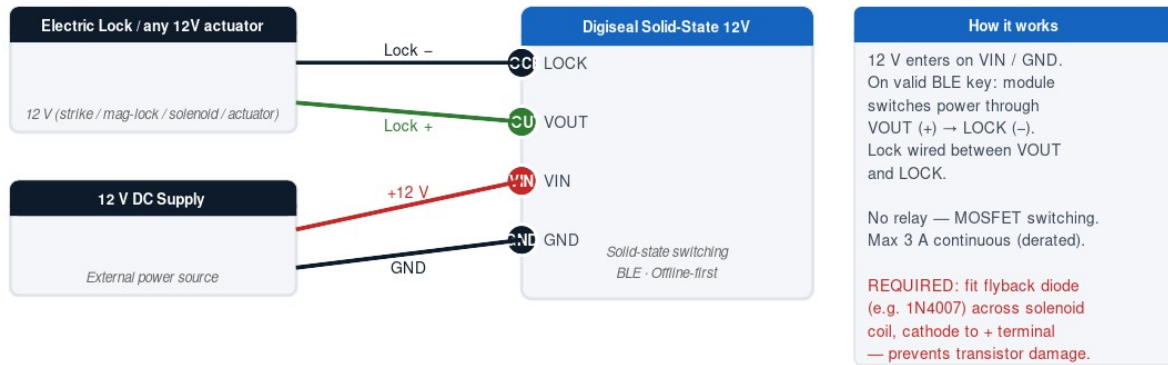 Electric Lock / any 12V actuator
12 V (strike / mag-lock / solenoid / actuator)
Lock –
Lock +
12 V DC Supply
External power source
+12 V
GND
Digiseal Solid-State 12V
LOCK
VOUT
VIN
VIN
GND
Solid-state switching
BLE · Offline-first
How it works
12 V enters on VIN / GND.
On valid BLE key: module
switches power through
VOUT (+) → LOCK (–).
Lock wired between VOUT
and LOCK.
No relay — MOSFET switching.
Max 3 A continuous (derated).
REQUIRED: fit flyback diode
(e.g. 1N4007) across solenoid
coil, cathode to + terminal
— prevents transistor damage.